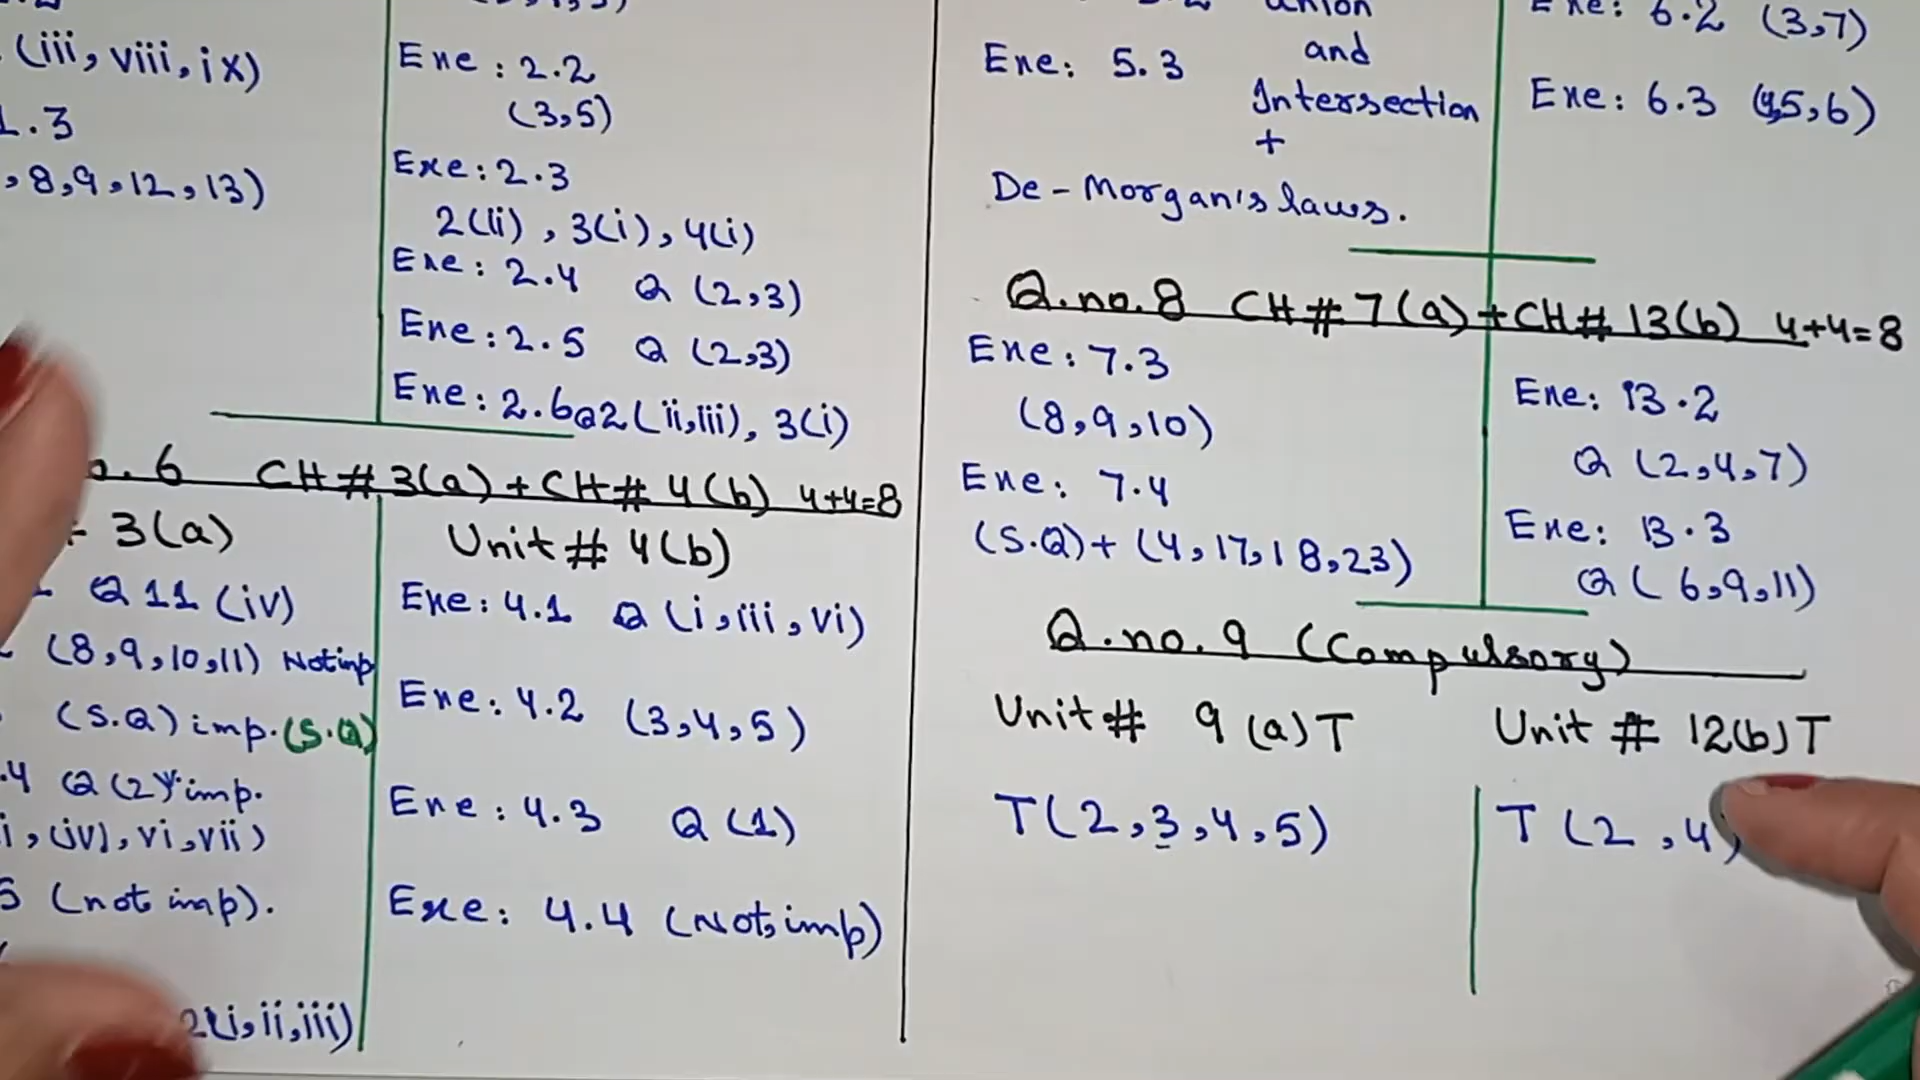 (iii, viii, ix)
1.3
, 8, 9, 12, 13)
Exe: 2.2
(3,5)
Exe: 2.3
2(ii), 3(i), 4(i)
Exe: 2.4 Q (2,3)
Exe: 2.5 Q (2,3)
Exe: 2.6 Q2 (ii,iii), 3(i)
o. 6 CH# 3(a) + CH# 4(b) 4+4=8
3(a)
Q 11 (iv)
(8,9,10,11) Not imp
(S.Q) imp. (S.Q)
.4 Q (2) v.imp.
i, (iv), vi, vii)
5 (not imp).
2(i, ii, iii)
Unit # 4(b)
Exe: 4.1 Q (i, iii, vi)
Exe: 4.2 (3,4,5)
Exe: 4.3 Q (1)
Exe: 4.4 (Not, imp)
union
Exe: 5.3 and
Intersection
+
De-Morgan's laws.
Exe: 6.2 (3,7)
Exe: 6.3 (4,5,6)
Q.no.8 CH# 7(a) + CH# 13(b) 4+4=8
Exe: 7.3
(8,9,10)
Exe: 7.4
(S.Q) + (4,17,18,23)
Exe: 13.2
Q (2,4,7)
Exe: 13.3
Q (6,9,11)
Q.no.9 (Compulsory)
Unit # 9(a) T
T(2,3,4,5)
Unit # 12(b) T
T (2,4)